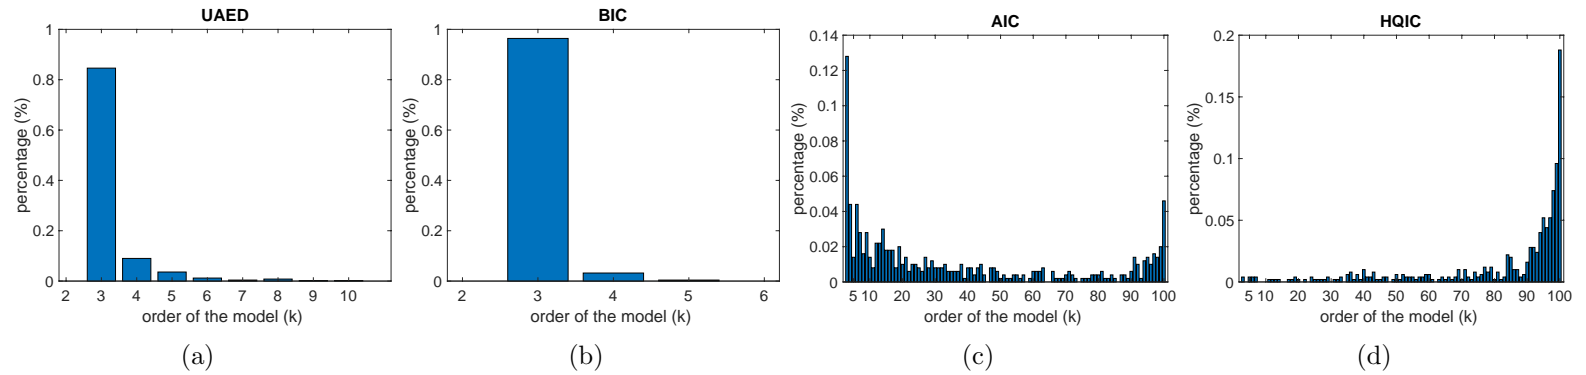 UAED
1
0.8
0.6
0.4
0.2
0
percentage (%)
2 3 4 5 6 7 8 9 10
order of the model (k)
(a)
BIC
1
0.8
0.6
0.4
0.2
0
percentage (%)
2 3 4 5 6
order of the model (k)
(b)
AIC
0.14
0.12
0.1
0.08
0.06
0.04
0.02
0
percentage (%)
5 10 20 30 40 50 60 70 80 90 100
order of the model (k)
(c)
HQIC
0.2
0.15
0.1
0.05
0
percentage (%)
5 10 20 30 40 50 60 70 80 90 100
order of the model (k)
(d)